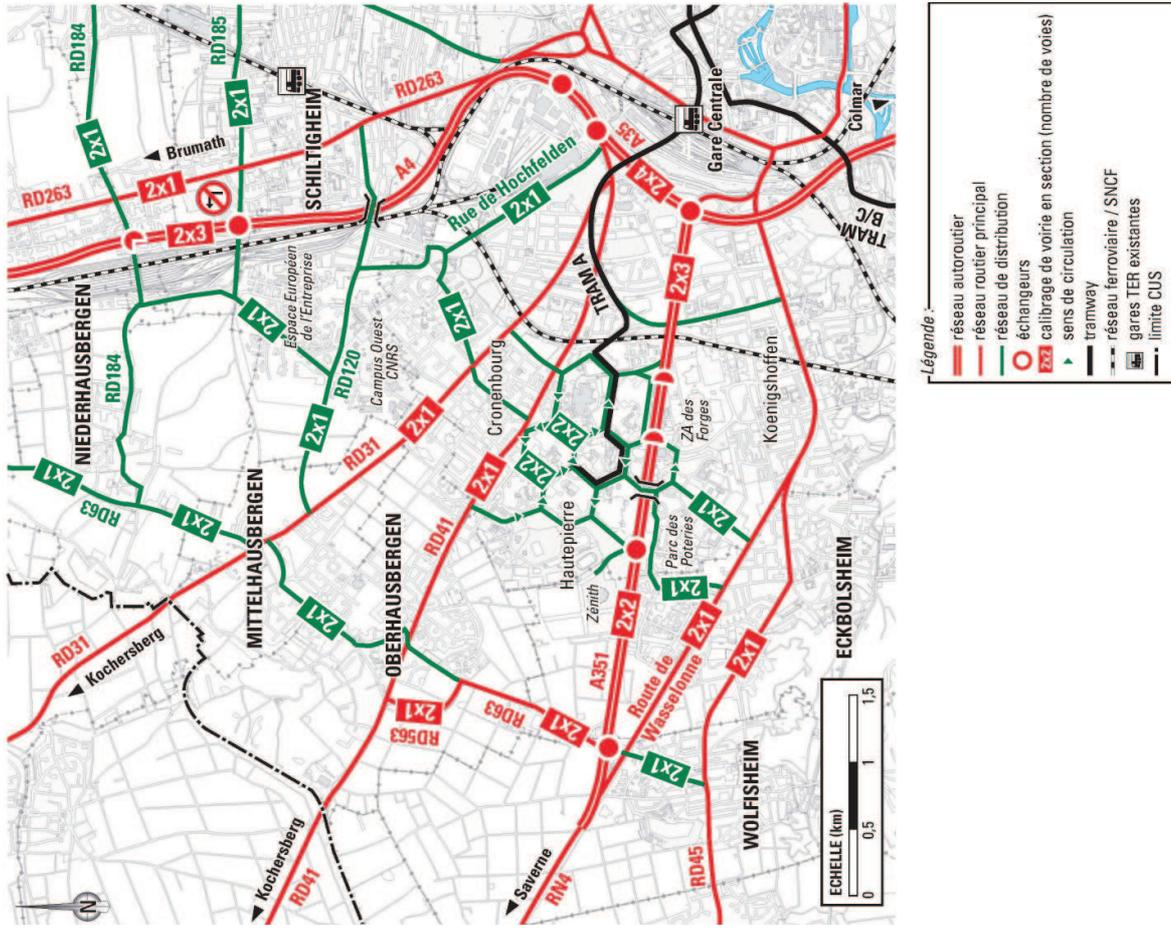 RD184
RD185
2x1
2x1
RD263
Brumath
RD263
2x1
2x3
SCHILTIGHEIM
A4
Rue de Hochfelden
2x1
A35
Gare Centrale
2x4
Colmar
TRAM
B/C
TRAM A
2x3
NIEDERHAUSBERGEN
RD184
2x1
Espace Européen
de l'Entreprise
RD120
Campus Ouest
CNRS
2x1
2x1
Cronenbourg
2x1
RD63
2x1
2x1
RD31
2x1
MITTELHAUSBERGEN
RD31
Kochersberg
2x1
OBERHAUSBERGEN
RD41
2x1
2x2
2x2
Hautepierre
ZA des
Forges
Koenigshoffen
Zénith
Parc des
Poteries
2x1
2x1
2x2
A351
Route de
Wasselonne
2x1
2x1
ECKBOLSHEIM
2x1
RD563
RD63
2x1
2x1
WOLFISHEIM
RD45
Kochersberg
RD41
Saverne
RN4
N
ECHELLE (km)
0 0,5 1 1,5
Légende :
réseau autoroutier
réseau routier principal
réseau de distribution
échangeurs
2x2 calibrage de voirie en section (nombre de voies)
sens de circulation
tramway
réseau ferroviaire / SNCF
gares TER existantes
limite CUS